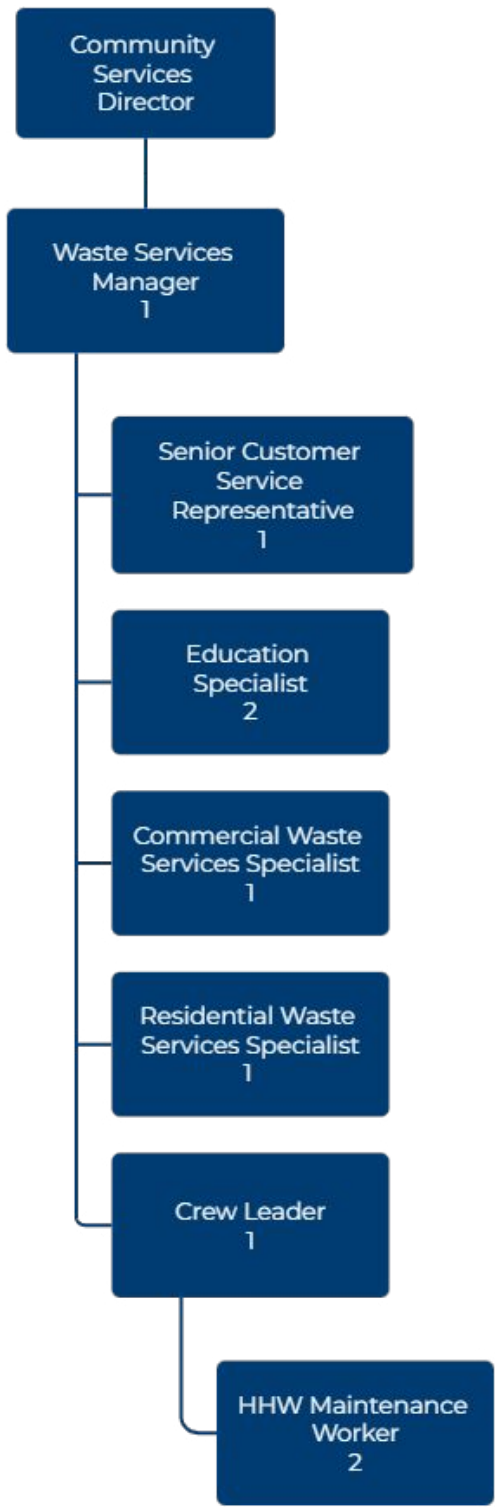 Community
Services
Director
Waste Services
Manager
1
Senior Customer
Service
Representative
1
Education
Specialist
2
Commercial Waste
Services Specialist
1
Residential Waste
Services Specialist
1
Crew Leader
1
HHW Maintenance
Worker
2